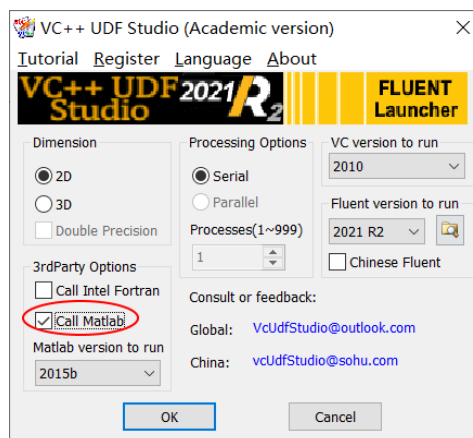 VC++ UDF Studio (Academic version)
Tutorial Register Language About
VC++ UDF
Studio
2021
R2
FLUENT
Launcher
Dimension
2D
3D
Double Precision
3rdParty Options
Call Intel Fortran
Call Matlab
Matlab version to run
2015b
Processing Options
Serial
Parallel
Processes(1~999)
1
VC version to run
2010
Fluent version to run
2021 R2
Chinese Fluent
Consult or feedback:
Global: VcUdfStudio@outlook.com
China: vcUdfStudio@sohu.com
OK
Cancel